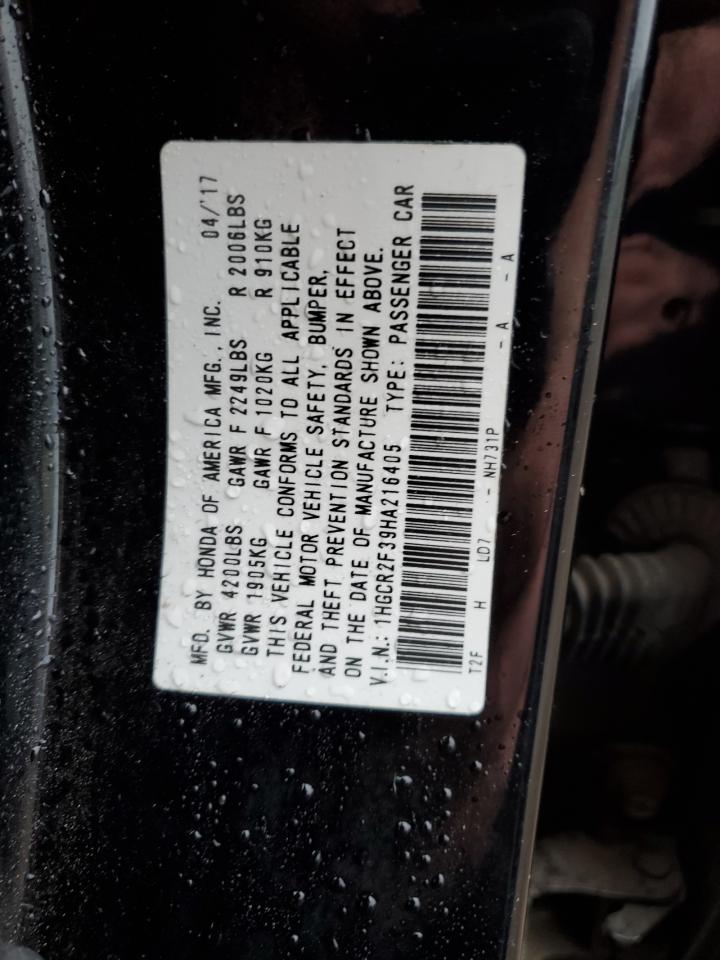 MFD. BY HONDA OF AMERICA MFG., INC. 04/'17
GVWR 4200LBS GAWR F 2249LBS R 2006LBS
GVWR 1905KG GAWR F 1020KG R 910KG
THIS VEHICLE CONFORMS TO ALL APPLICABLE
FEDERAL MOTOR VEHICLE SAFETY, BUMPER,
AND THEFT PREVENTION STANDARDS IN EFFECT
ON THE DATE OF MANUFACTURE SHOWN ABOVE.
V.I.N.: 1HGCR2F39HA216405 TYPE: PASSENGER CAR
T2F H LD7 - NH731P - A - A